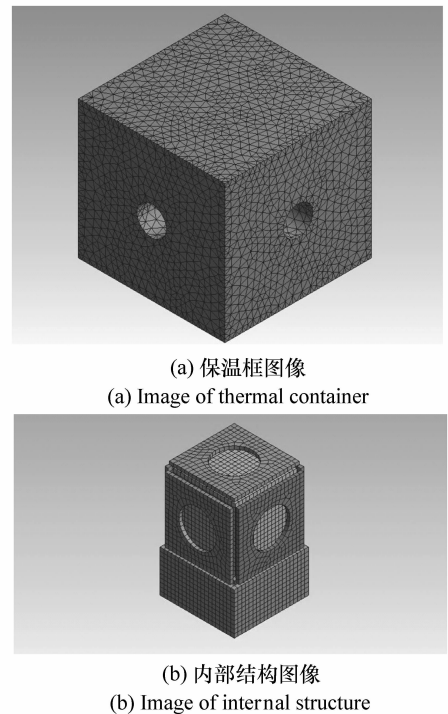 (a) 保温框图像
(a) Image of thermal container
(b) 内部结构图像
(b) Image of internal structure